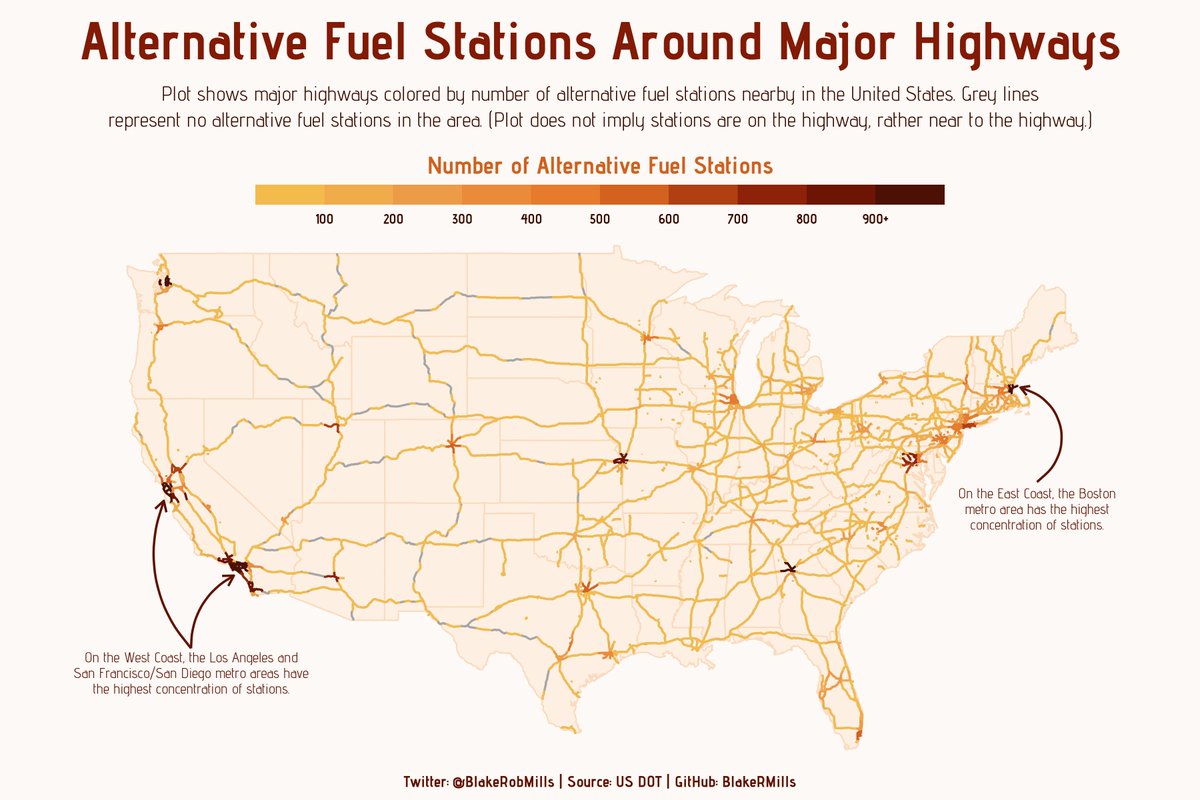 Alternative Fuel Stations Around Major Highways
Plot shows major highways colored by number of alternative fuel stations nearby in the United States. Grey lines
represent no alternative fuel stations in the area. (Plot does not imply stations are on the highway, rather near to the highway.)
Number of Alternative Fuel Stations
100 200 300 400 500 600 700 800 900+
On the East Coast, the Boston
metro area has the highest
concentration of stations.
On the West Coast, the Los Angeles and
San Francisco/San Diego metro areas have
the highest concentration of stations.
Twitter: @BlakeRobMills | Source: US DOT | GitHub: BlakeRMills